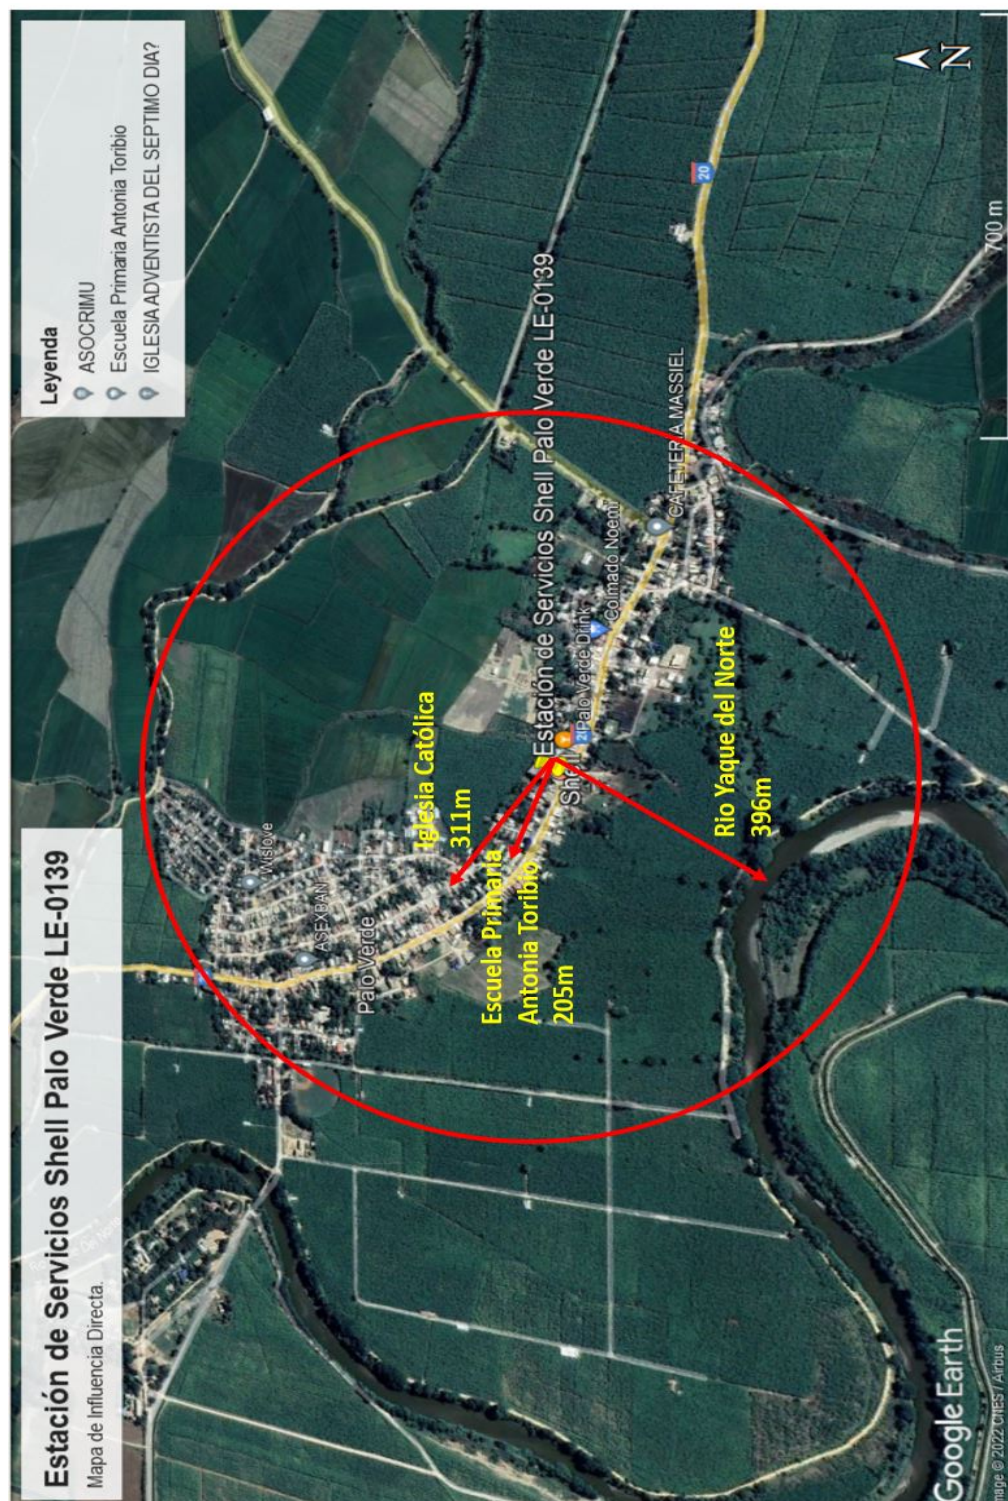 Estación de Servicios Shell Palo Verde LE-0139
Mapa de Influencia Directa.
Leyenda
ASOCRIMU
Escuela Primaria Antonia Toribio
IGLESIA ADVENTISTA DEL SEPTIMO DIA?
N
Wislove
ASEXBANI
Palo Verde
Iglesia Católica
311m
Escuela Primaria
Antonia Toribio
205m
Estación de Servicios Shell Palo Verde LE-0139
Shell
2
Palo Verde Drink
Colmado Noemi
CAFETERIA MASSIEL
20
Rio Yaque del Norte
396m
Google Earth
Image © 2022 CNES / Airbus
700 m